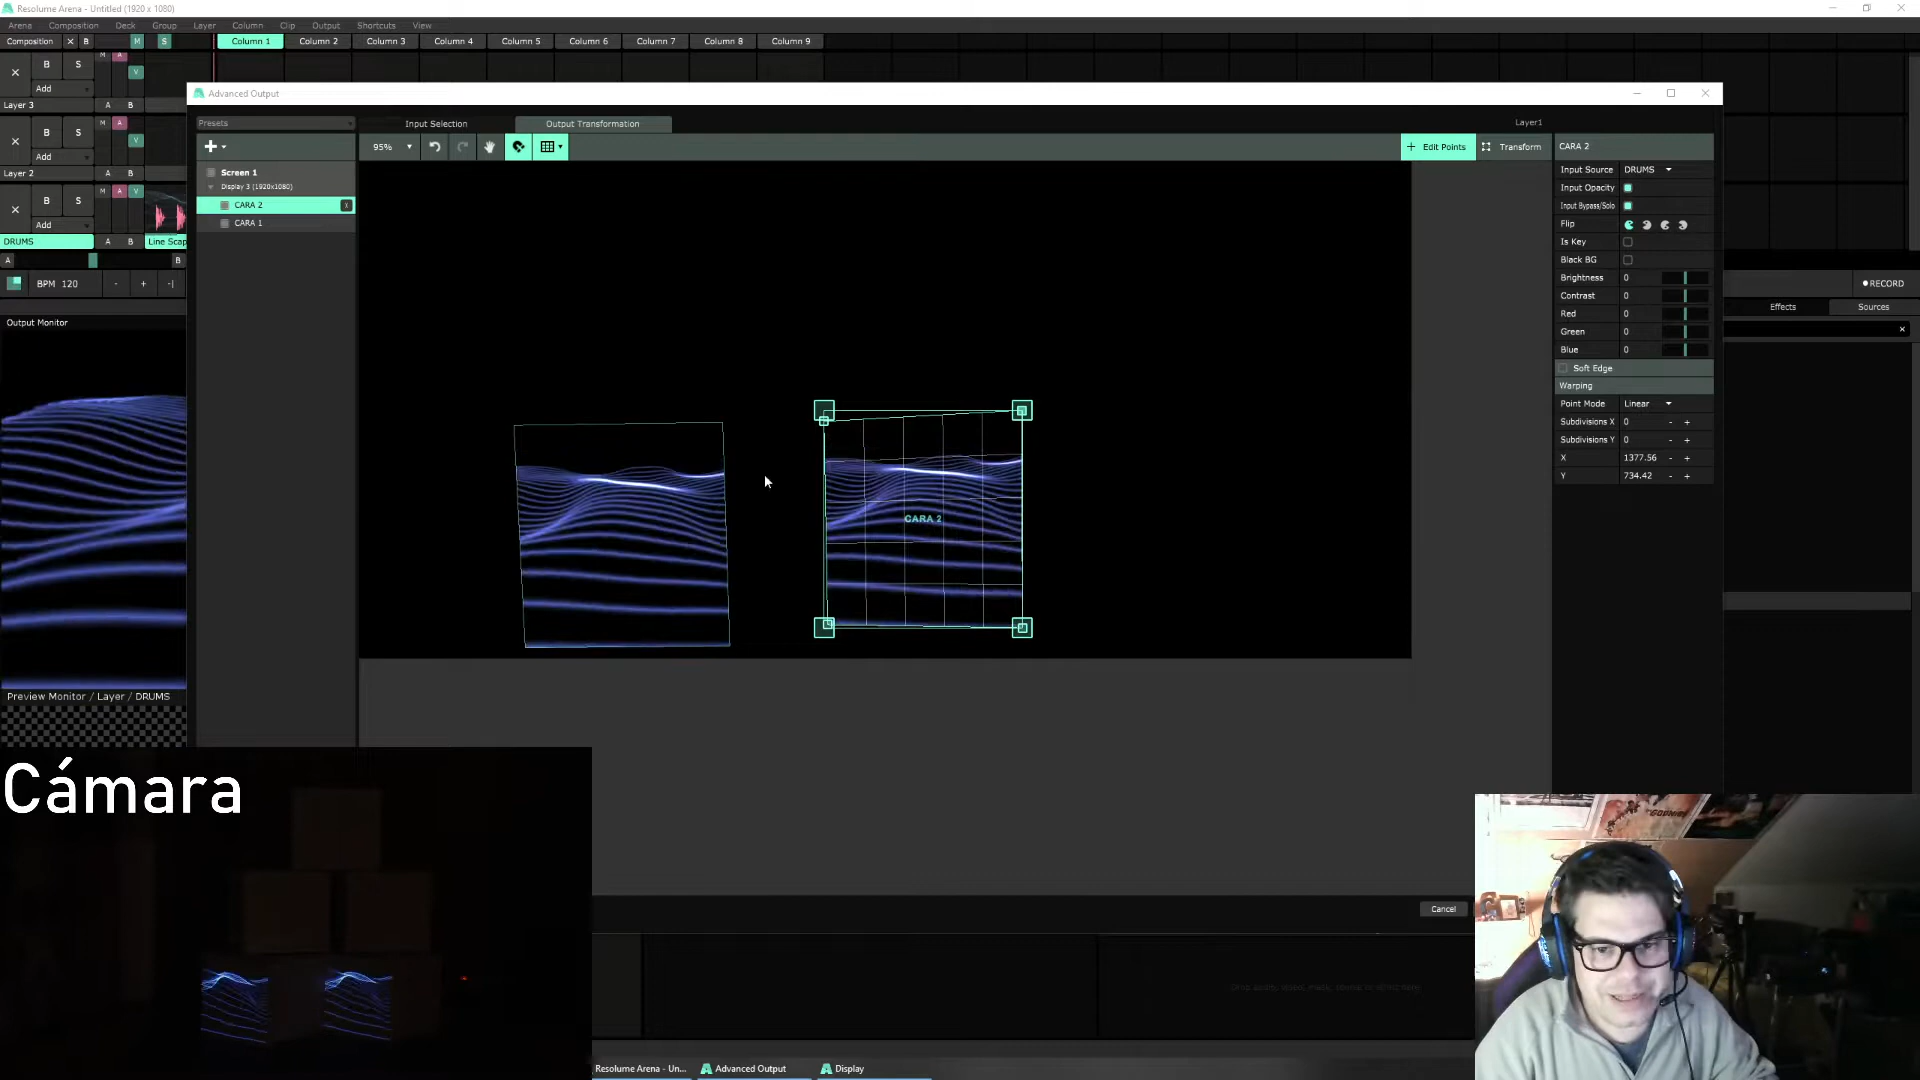 Resolume Arena - Untitled (1920 x 1080)
Arena Composition Deck Group Layer Column Clip Output Shortcuts View
Composition X B M S Column 1 Column 2 Column 3 Column 4 Column 5 Column 6 Column 7 Column 8 Column 9
M A
X B S V
Add
Layer 3 A B
M A
X B S V
Add
Layer 2 A B
M A V
X B S
Add
DRUMS A B Line Scap
A B
BPM 120 - + -|
RECORD
Output Monitor
Effects Sources
Preview Monitor / Layer / DRUMS
Advanced Output
Presets
Input Selection Output Transformation Layer1
95%
+ Edit Points Transform
Screen 1
Display 3 (1920x1080)
CARA 2
CARA 1
CARA 2
CARA 2
Input Source DRUMS
Input Opacity
Input Bypass/Solo
Flip
Is Key
Black BG
Brightness 0
Contrast 0
Red 0
Green 0
Blue 0
Soft Edge
Warping
Point Mode Linear
Subdivisions X 0 - +
Subdivisions Y 0 - +
X 1377.56 - +
Y 734.42 - +
Cancel
Cámara
Resolume Arena - Un... Advanced Output Display